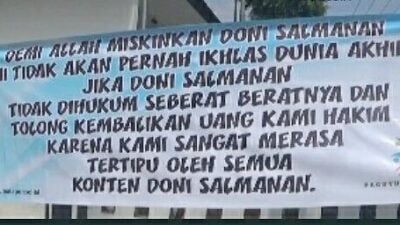 DEMI ALLAH MISKINKAN DONI SALMANAN
TIDAK AKAN PERNAH IKHLAS DUNIA AKHI
JIKA DONI SALMANAN
TIDAK DIHUKUM SEBERAT BERATNYA DAN
TOLONG KEMBALIKAN UANG KAMI HAKIM
KARENA KAMI SANGAT MERASA
TERTIPU OLEH SEMUA
KONTEN DONI SALMANAN.